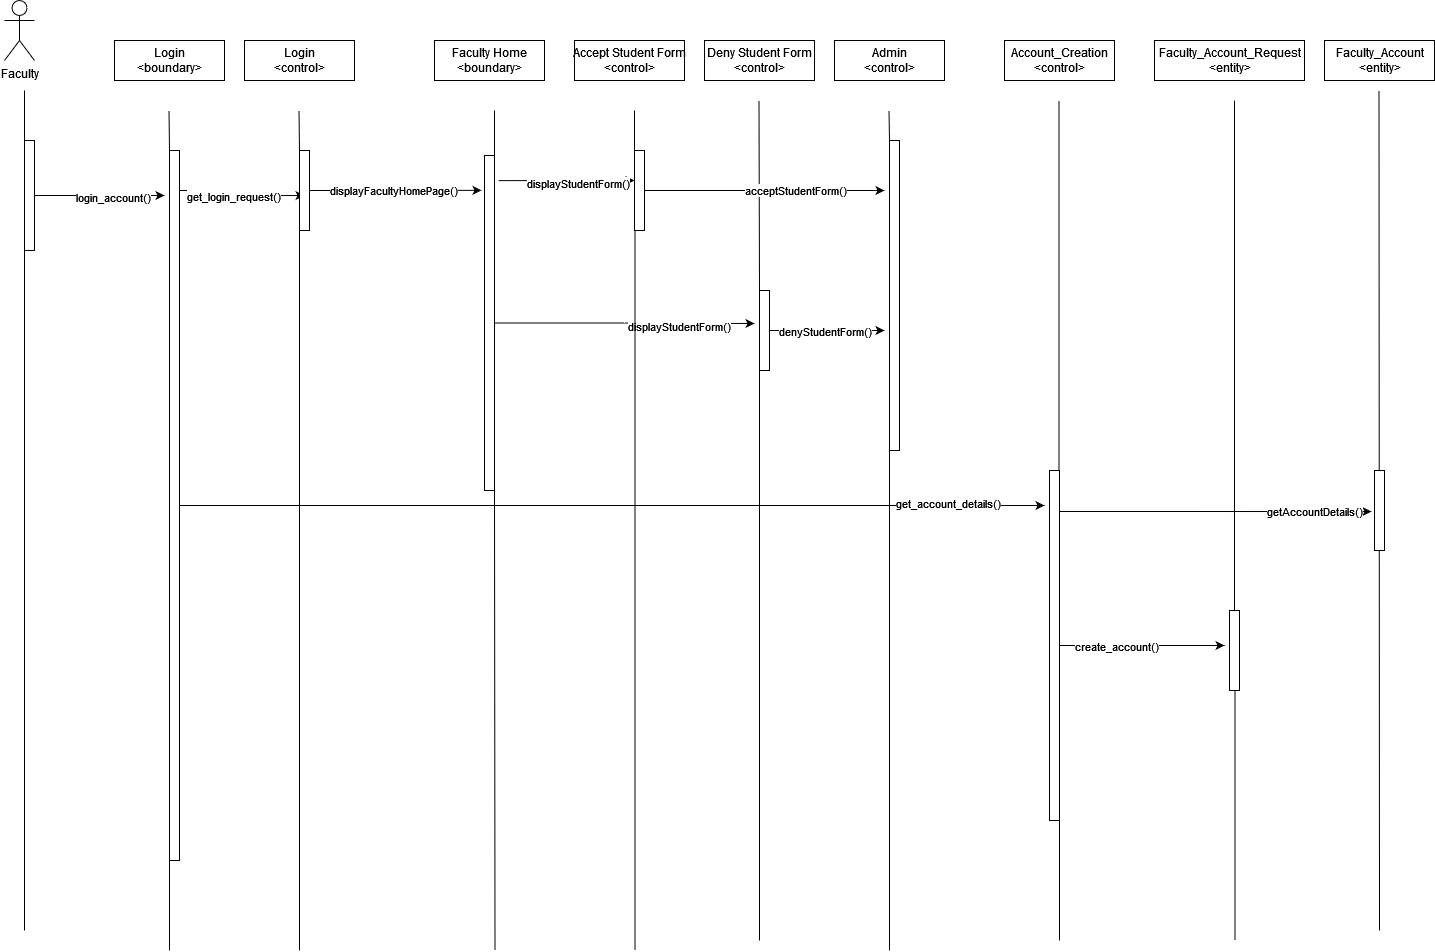 Faculty
Login
<boundary>
Login
<control>
Faculty Home
<boundary>
Accept Student Form
<control>
Deny Student Form
<control>
Admin
<control>
Account_Creation
<control>
Faculty_Account_Request
<entity>
Faculty_Account
<entity>
login_account()
get_login_request()
displayFacultyHomePage()
displayStudentForm()
acceptStudentForm()
displayStudentForm()
denyStudentForm()
get_account_details()
getAccountDetails()
create_account()